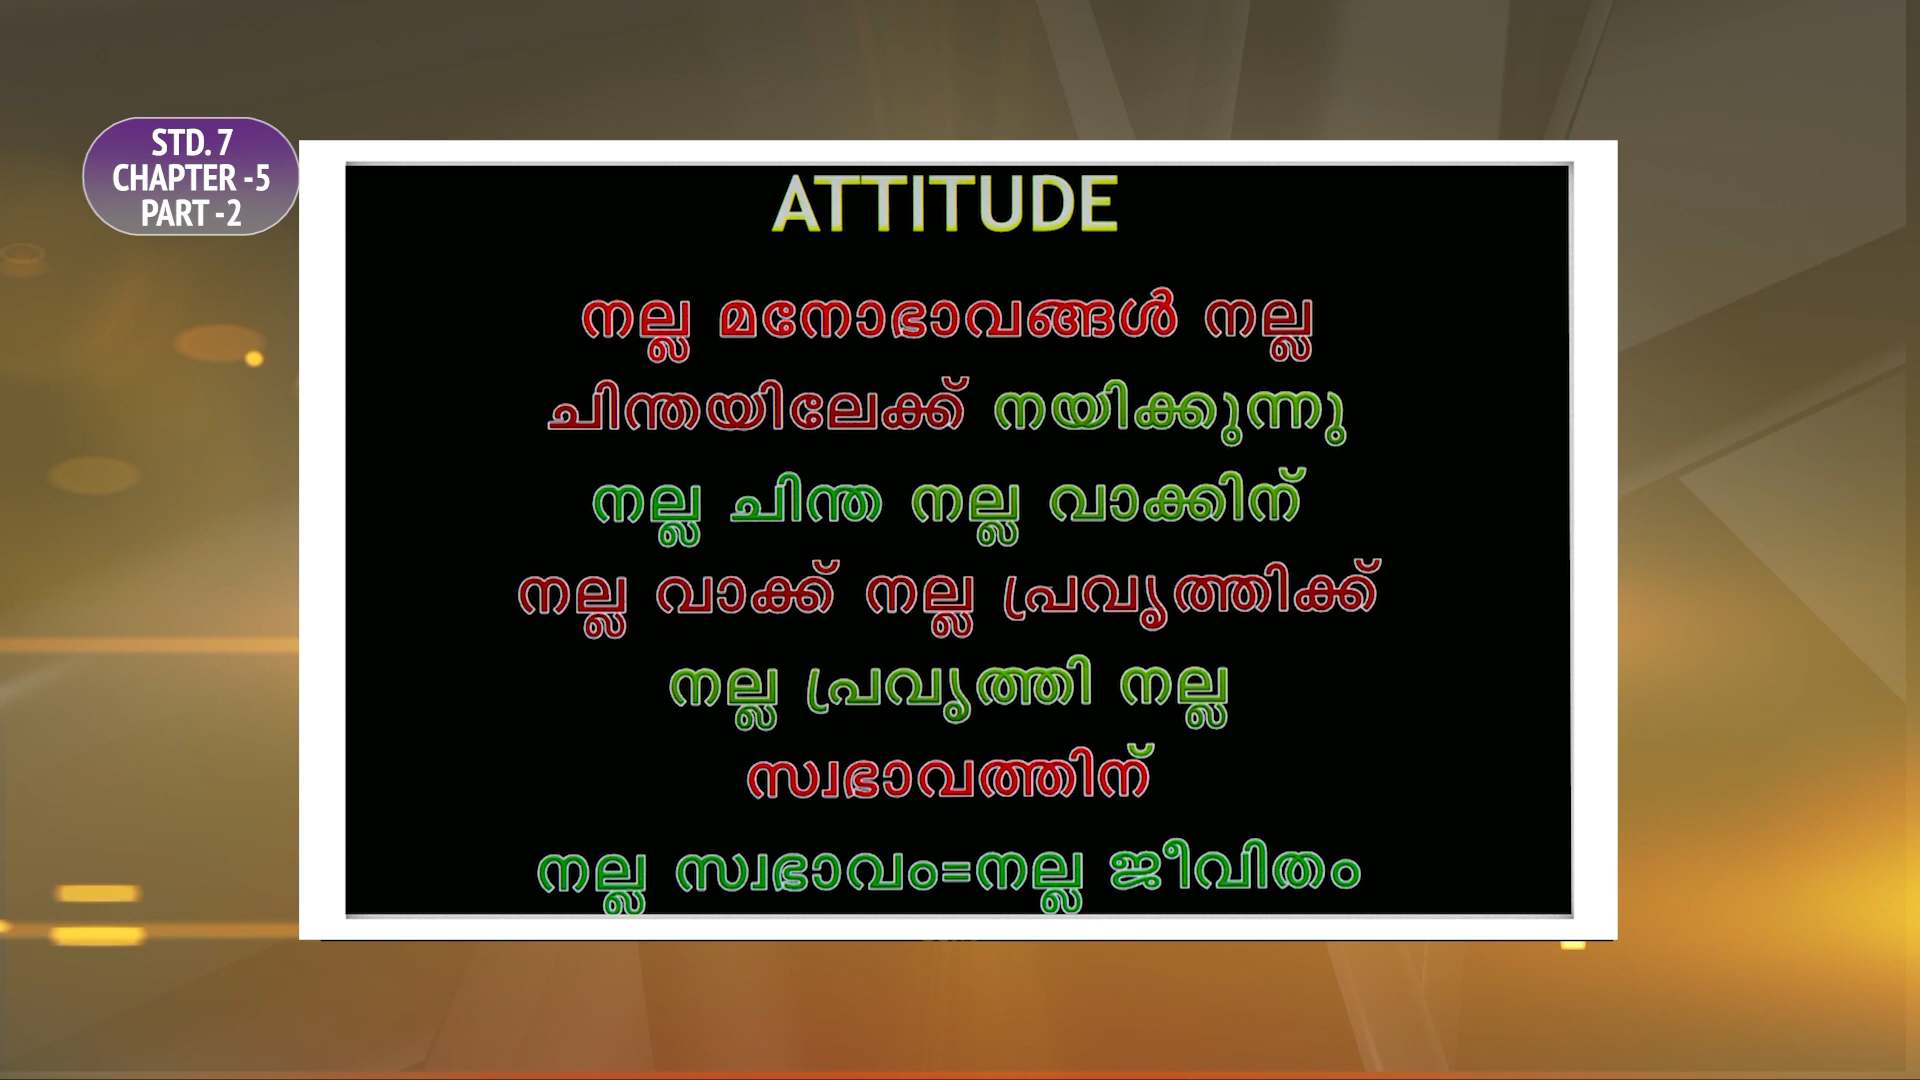 STD. 7
CHAPTER -5
PART -2
ATTITUDE
നല്ല മനോഭാവങ്ങൾ നല്ല
ചിന്തയിലേക്ക് നയിക്കുന്നു
നല്ല ചിന്ത നല്ല വാക്കിന്
നല്ല വാക്ക് നല്ല പ്രവൃത്തിക്ക്
നല്ല പ്രവൃത്തി നല്ല
സ്വഭാവത്തിന്
നല്ല സ്വഭാവം=നല്ല ജീവിതം